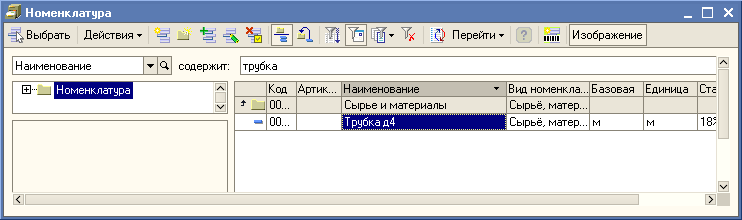 Номенклатура
Выбрать Действия Перейти Изображение
Наименование содержит: трубка
Номенклатура
Код Артик... Наименование Вид номенкла... Базовая Единица Ста
00... Сырье и материалы Сырьё, матер...
00... Трубка д4 Сырьё, матер... м м 18%